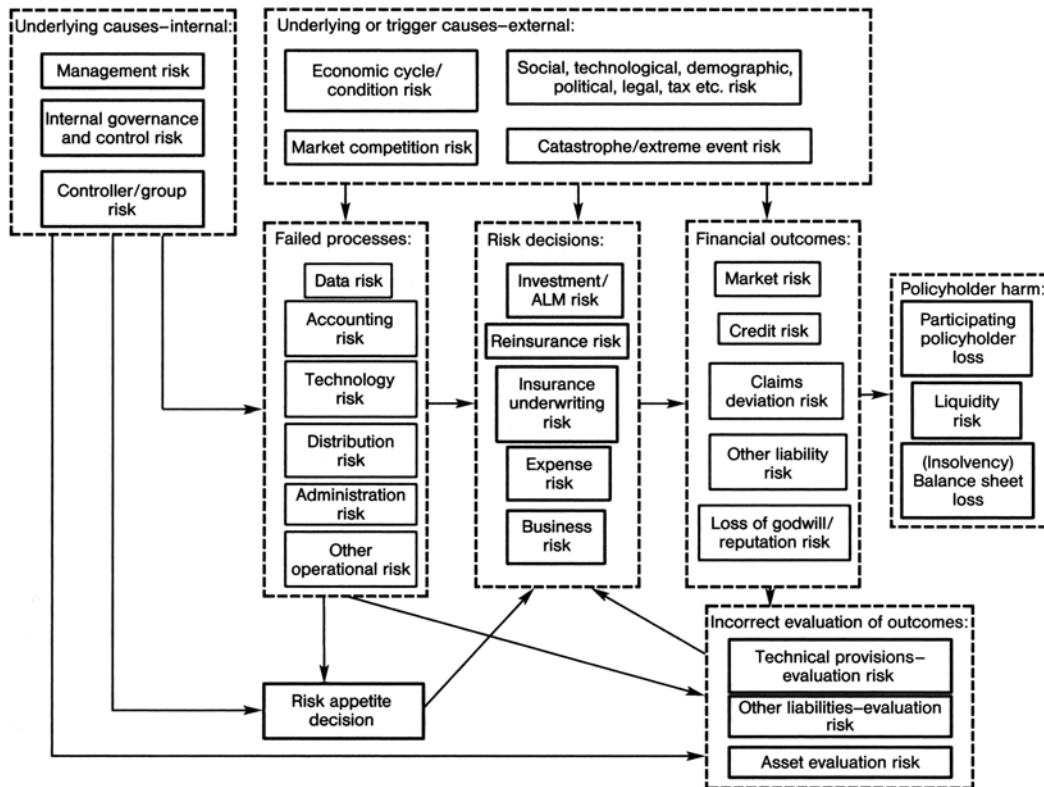 Underlying causes–internal:
Management risk
Internal governance
and control risk
Controller/group
risk
Underlying or trigger causes–external:
Economic cycle/
condition risk
Social, technological, demographic,
political, legal, tax etc. risk
Market competition risk
Catastrophe/extreme event risk
Failed processes:
Data risk
Accounting
risk
Technology
risk
Distribution
risk
Administration
risk
Other
operational risk
Risk decisions:
Investment/
ALM risk
Reinsurance risk
Insurance
underwriting
risk
Expense
risk
Business
risk
Financial outcomes:
Market risk
Credit risk
Claims
deviation risk
Other liability
risk
Loss of godwill/
reputation risk
Policyholder harm:
Participating
policyholder
loss
Liquidity
risk
(Insolvency)
Balance sheet
loss
Risk appetite
decision
Incorrect evaluation of outcomes:
Technical provisions–
evaluation risk
Other liabilities–evaluation
risk
Asset evaluation risk